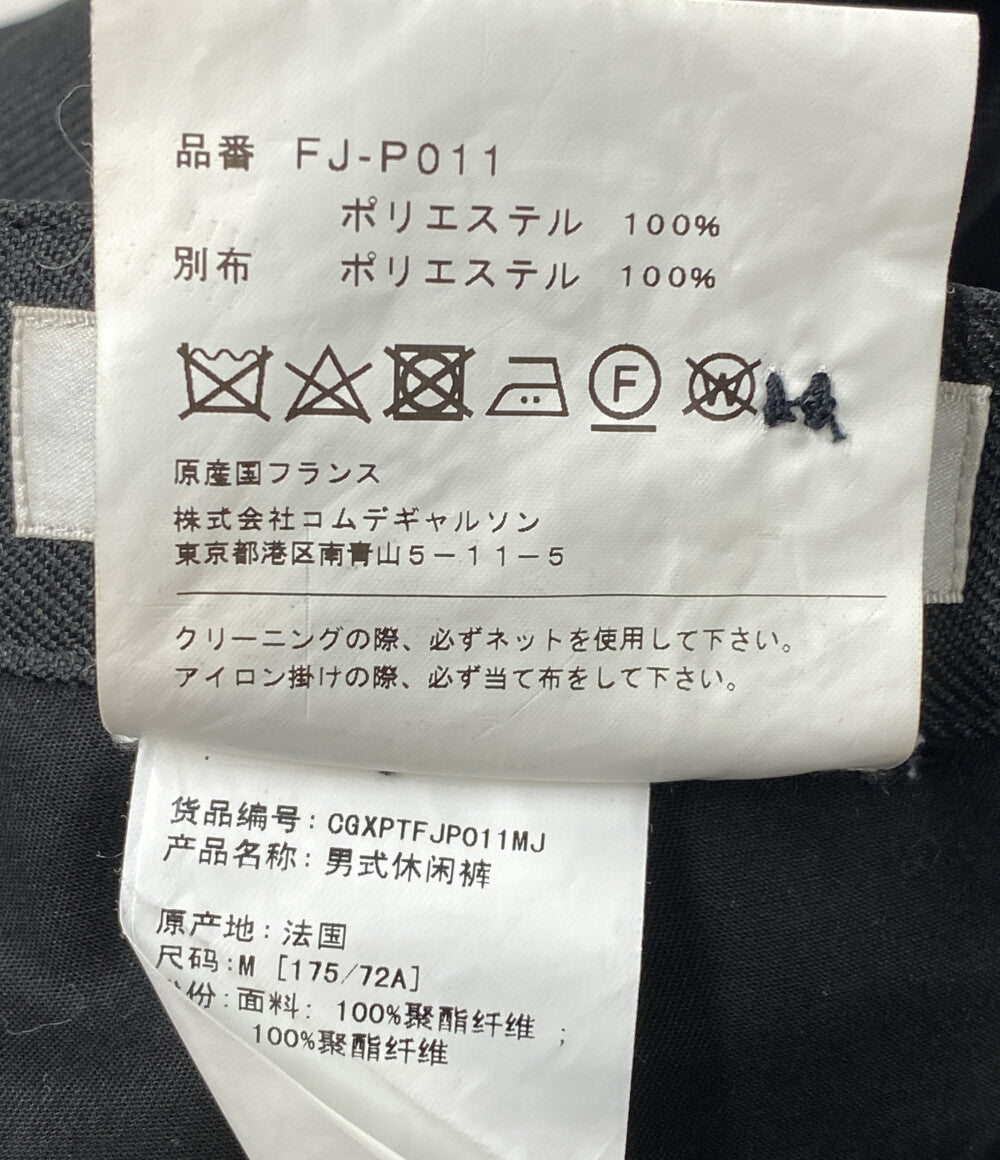 品番 FJ-P011
ポリエステル 100%
別布 ポリエステル 100%
F W
原産国フランス
株式会社コムデギャルソン
東京都港区南青山5-11-5
クリーニングの際、必ずネットを使用して下さい。
アイロン掛けの際、必ず当て布をして下さい。
货品编号:CGXPTFJP011MJ
产品名称:男式休闲裤
原产地:法国
尺码:M [175/72A]
份:面料: 100%聚酯纤维 ;
100%聚酯纤维